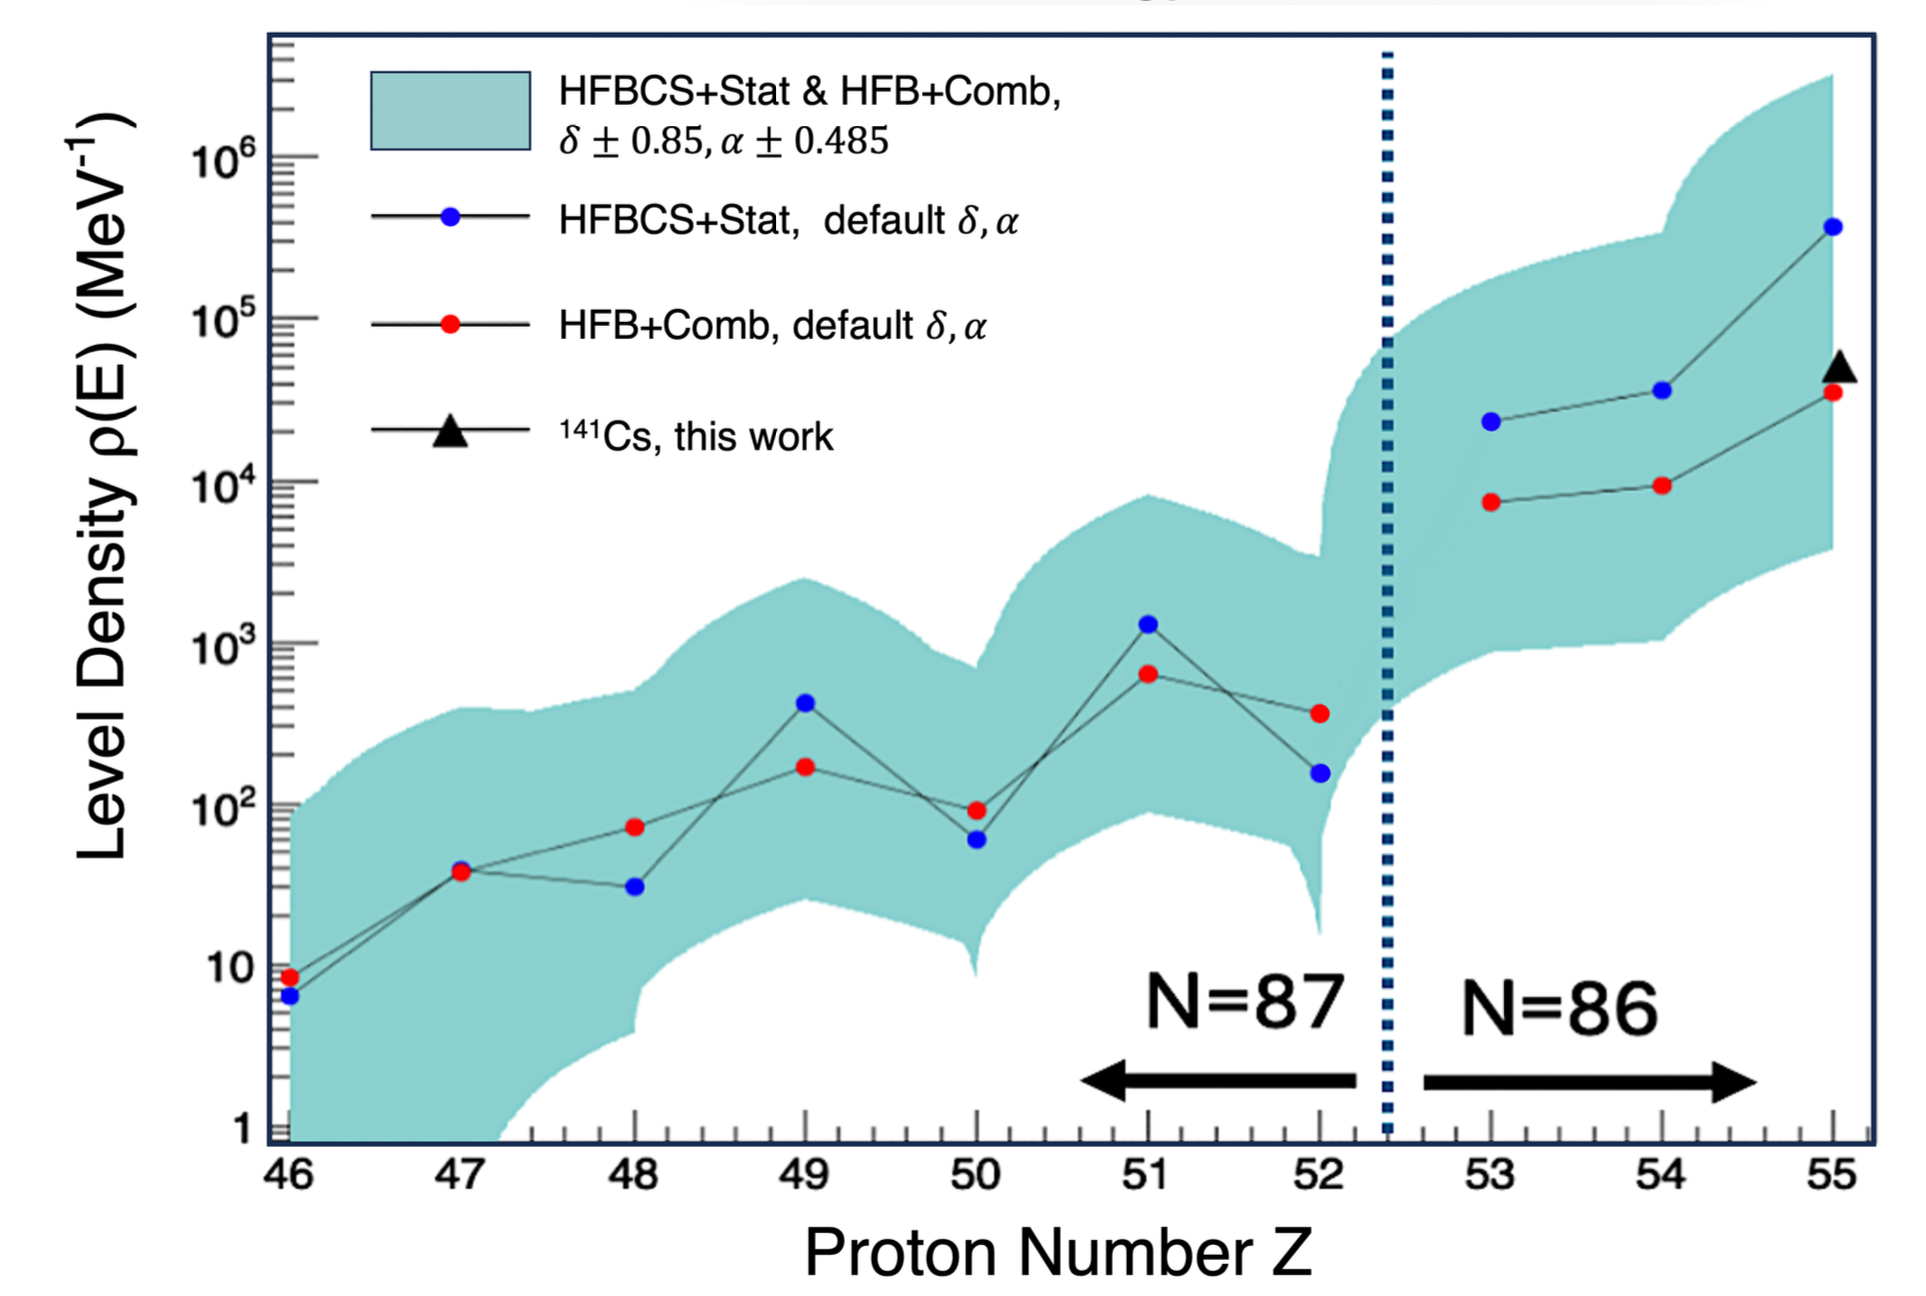 HFBCS+Stat & HFB+Comb,
δ ± 0.85, α ± 0.485
HFBCS+Stat, default δ, α
HFB+Comb, default δ, α
¹⁴¹Cs, this work
Level Density ρ(E) (MeV⁻¹)
10⁶
10⁵
10⁴
10³
10²
10
1
N=87
N=86
46 47 48 49 50 51 52 53 54 55
Proton Number Z